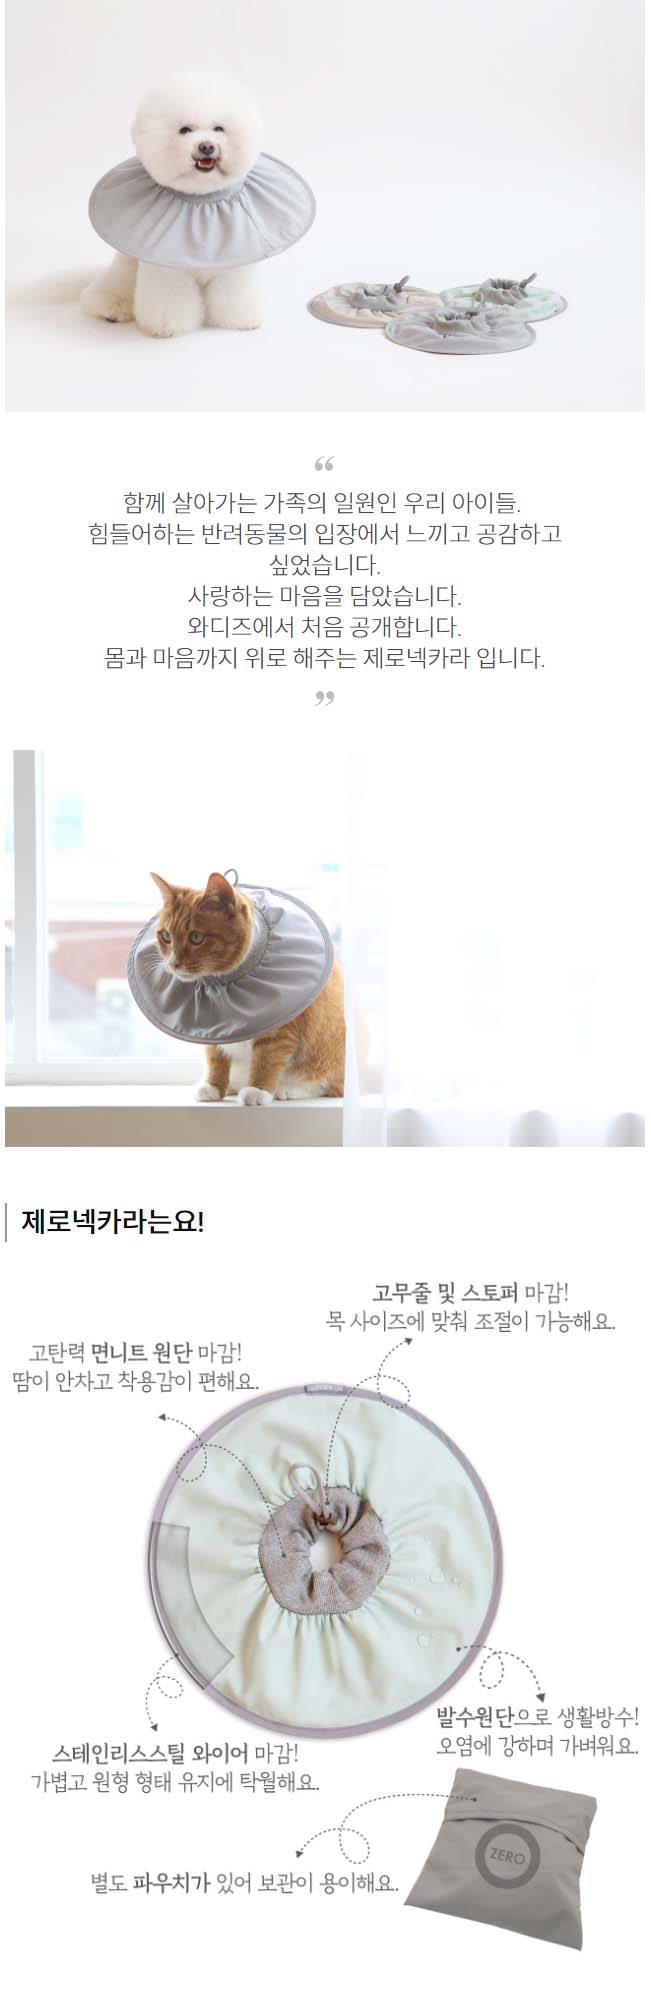 “
함께 살아가는 가족의 일원인 우리 아이들.
힘들어하는 반려동물의 입장에서 느끼고 공감하고
싶었습니다.
사랑하는 마음을 담았습니다.
와디즈에서 처음 공개합니다.
몸과 마음까지 위로 해주는 제로넥카라 입니다.
”
제로넥카라는요!
고무줄 및 스토퍼 마감!
목 사이즈에 맞춰 조절이 가능해요.
고탄력 면니트 원단 마감!
땀이 안차고 착용감이 편해요.
발수원단으로 생활방수!
오염에 강하며 가벼워요.
스테인리스스틸 와이어 마감!
가볍고 원형 형태 유지에 탁월해요.
ZERO
별도 파우치가 있어 보관이 용이해요.